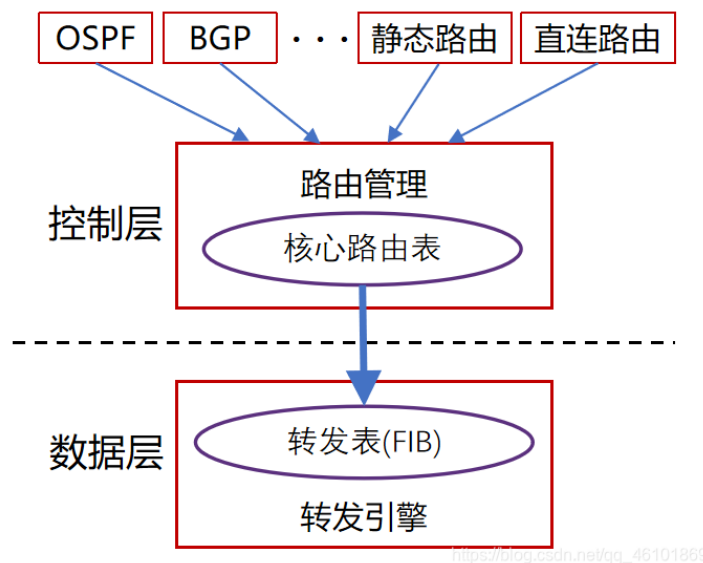 OSPF BGP ··· 静态路由 直连路由
路由管理
控制层
核心路由表
转发表(FIB)
数据层
转发引擎
https://blog.csdn.net/qq_46101869